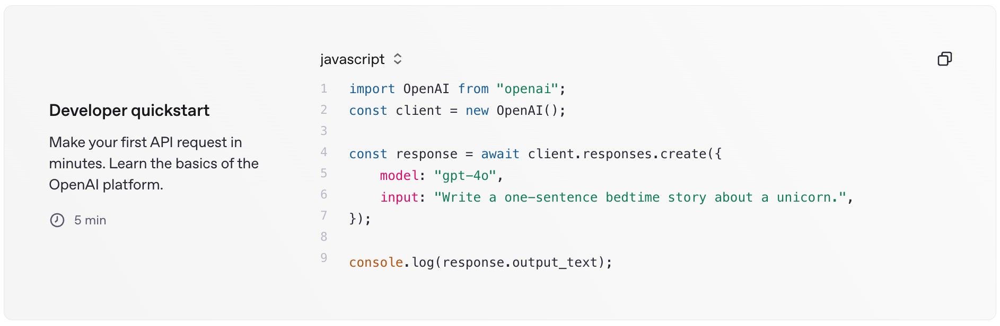 Developer quickstart
Make your first API request in
minutes. Learn the basics of the
OpenAI platform.
5 min
javascript
1 import OpenAI from "openai";
2 const client = new OpenAI();
3
4 const response = await client.responses.create({
5     model: "gpt-4o",
6     input: "Write a one-sentence bedtime story about a unicorn.",
7 });
8
9 console.log(response.output_text);